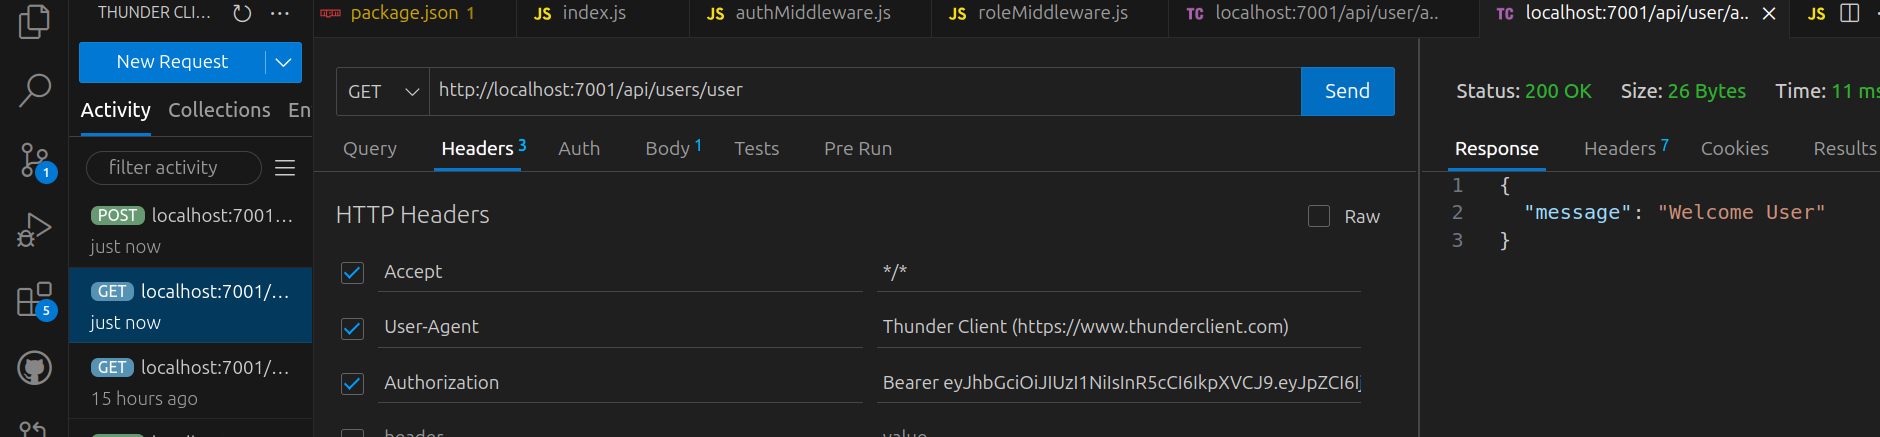 THUNDER CLI... ···
package.json 1
JS index.js
JS authMiddleware.js
JS roleMiddleware.js
TC localhost:7001/api/user/a..
TC localhost:7001/api/user/a..
JS
New Request
GET
http://localhost:7001/api/users/user
Send
Status: 200 OK Size: 26 Bytes Time: 11 ms
Activity Collections En
Query Headers 3 Auth Body 1 Tests Pre Run
Response Headers 7 Cookies Results
1
filter activity
HTTP Headers
Raw
1 {
2 "message": "Welcome User"
3 }
POST localhost:7001...
just now
GET localhost:7001/...
just now
5
GET localhost:7001/...
15 hours ago
Accept */*
User-Agent Thunder Client (https://www.thunderclient.com)
Authorization Bearer eyJhbGciOiJIUzI1NiIsInR5cCI6IkpXVCJ9.eyJpZCI6Ij
header value